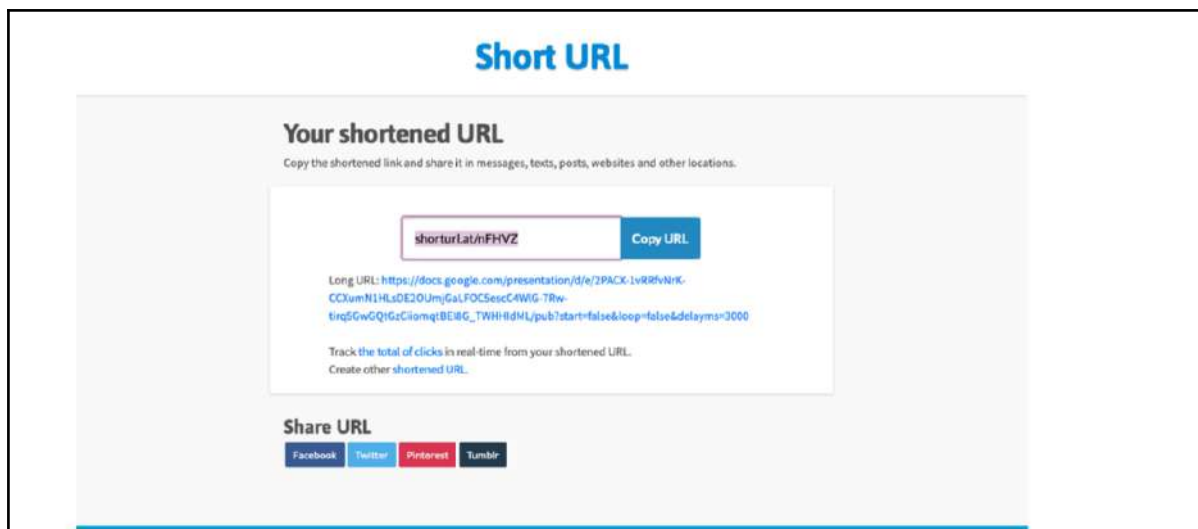 Short URL
Your shortened URL
Copy the shortened link and share it in messages, texts, posts, websites and other locations.
shorturl.at/nFHVZ
Copy URL
Long URL: https://docs.google.com/presentation/d/e/2PACX-1vRRfvNrK-
tirqSGwGQtGzCiiomqtBEI8G_TWHHIdML/pub?start=false&loop=false&delayms=3000
Track the total of clicks in real-time from your shortened URL.
Create other shortened URL.
Share URL
Facebook
Twitter
Pinterest
Tumblr